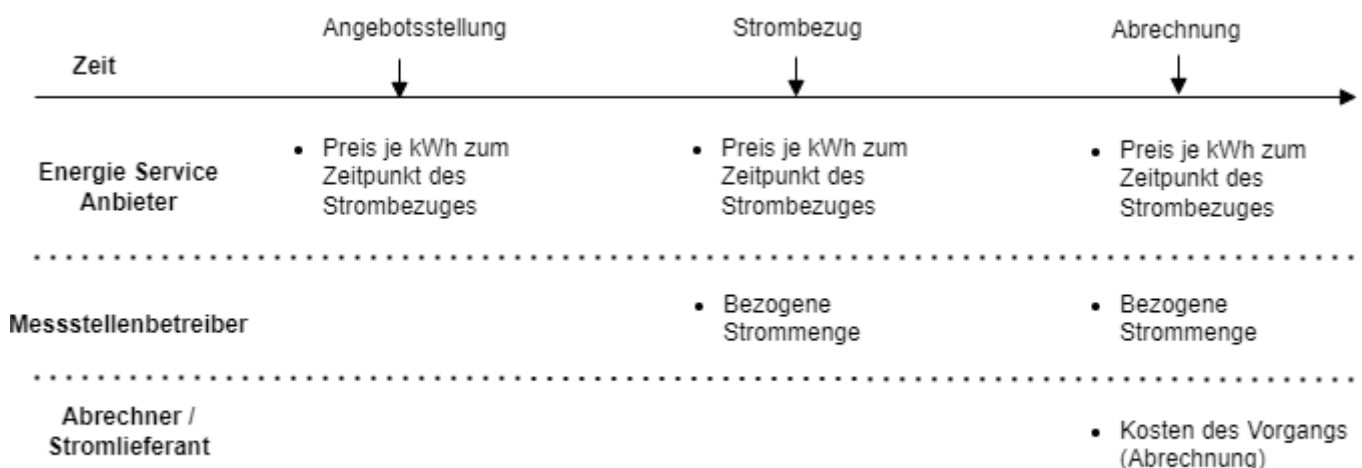 Angebotsstellung
Strombezug
Abrechnung
Zeit
Energie Service
Anbieter
• Preis je kWh zum
Zeitpunkt des
Strombezuges
• Preis je kWh zum
Zeitpunkt des
Strombezuges
• Preis je kWh zum
Zeitpunkt des
Strombezuges
Messstellenbetreiber
• Bezogene
Strommenge
• Bezogene
Strommenge
Abrechner /
Stromlieferant
• Kosten des Vorgangs
(Abrechnung)